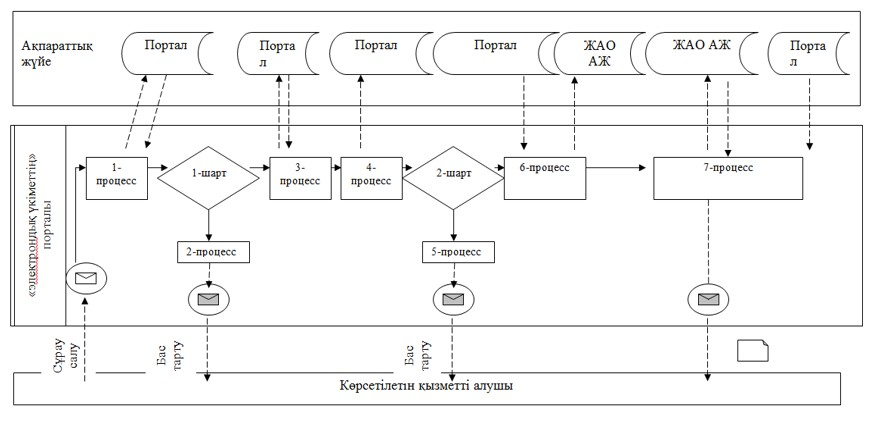 Ақпараттық
жүйе
Портал
Порта
л
Портал
Портал
ЖАО
АЖ
ЖАО АЖ
Порта
л
«электрондық үкіметтің»
порталы
1-
процесс
1-шарт
3-
процесс
4-
процесс
2-шарт
6-процесс
7-процесс
2-процесс
5-процесс
Сұрау
салу
Бас
тарту
Бас
тарту
Көрсетілетін қызметті алушы